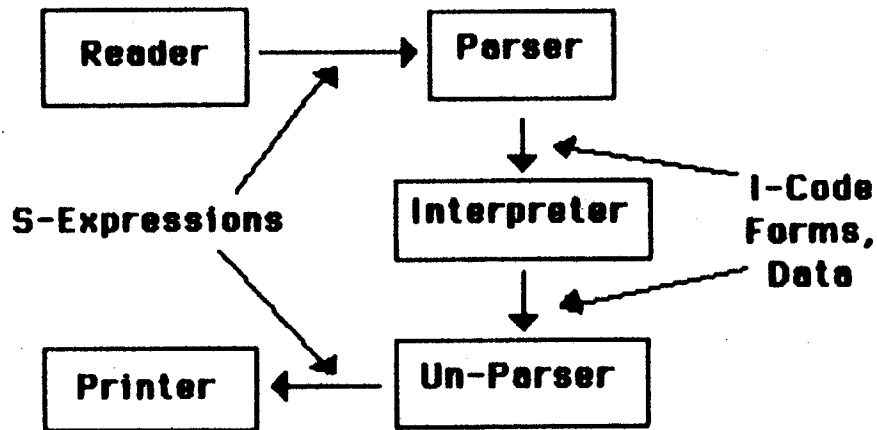 Reader
Parser
S-Expressions
Interpreter
I-Code
Forms,
Data
Printer
Un-Parser